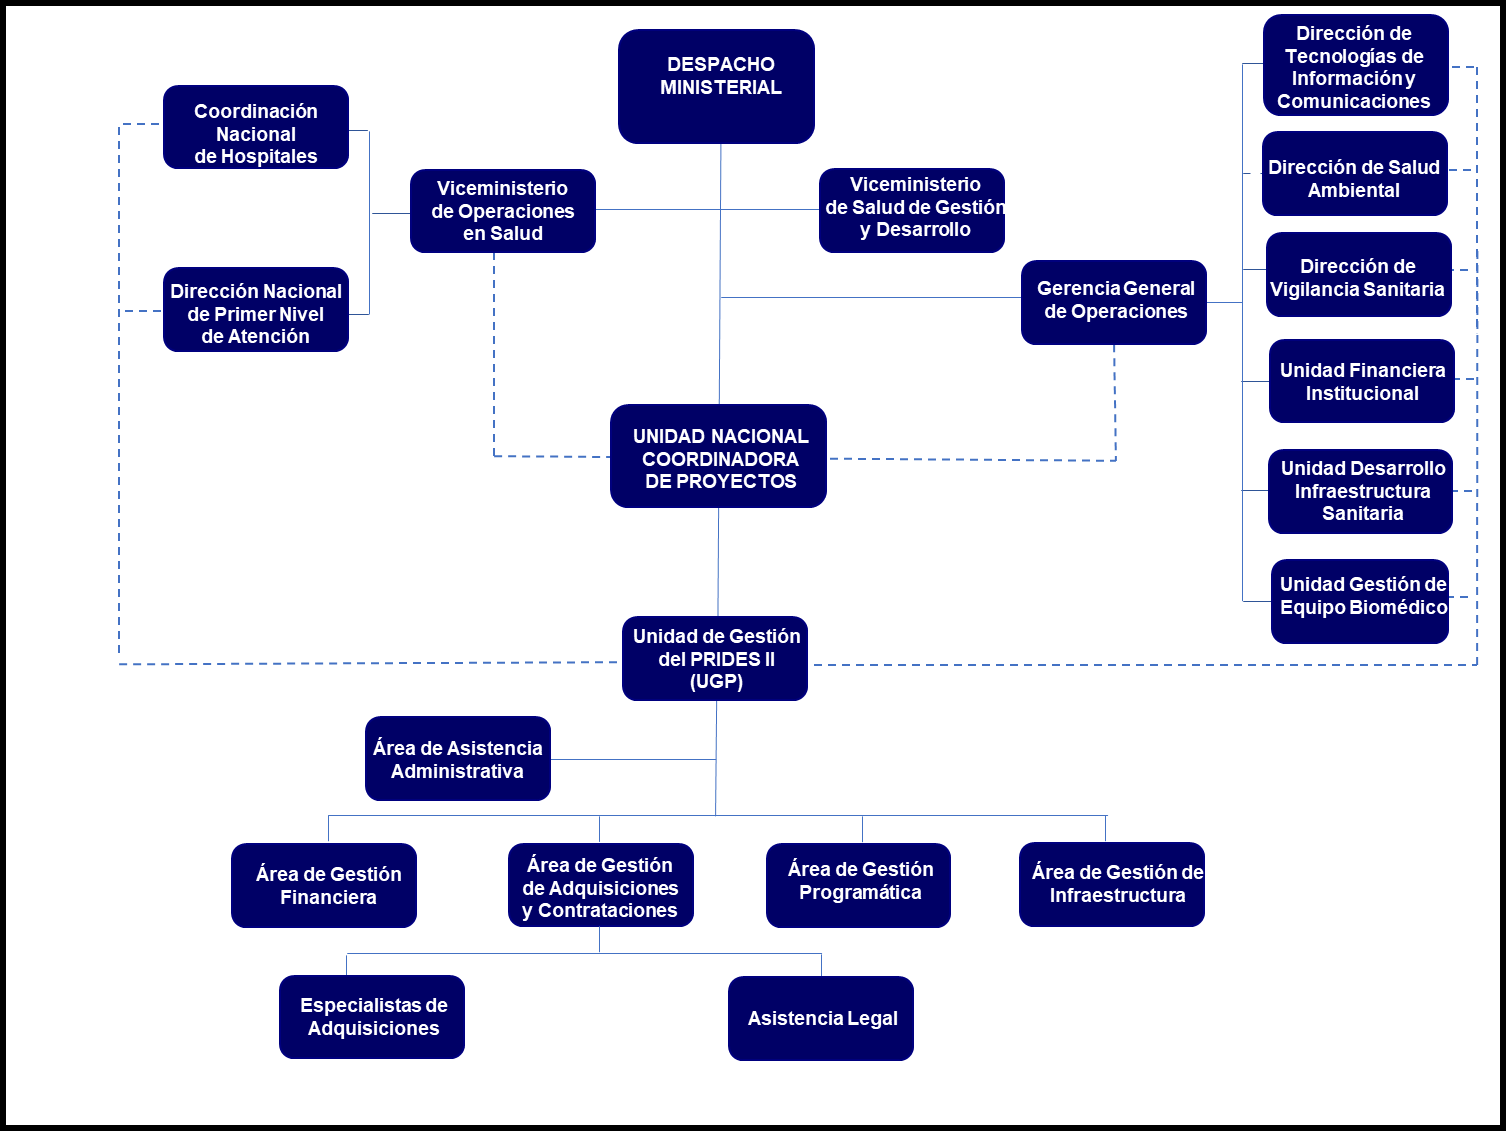 DESPACHO
MINISTERIAL
Coordinación
Nacional
de Hospitales
Dirección Nacional
de Primer Nivel
de Atención
Viceministerio
de Operaciones
en Salud
Viceministerio
de Salud de Gestión
y Desarrollo
Gerencia General
de Operaciones
Dirección de
Tecnologías de
Información y
Comunicaciones
Dirección de Salud
Ambiental
Dirección de
Vigilancia Sanitaria
Unidad Financiera
Institucional
Unidad Desarrollo
Infraestructura
Sanitaria
Unidad Gestión de
Equipo Biomédico
UNIDAD NACIONAL
COORDINADORA
DE PROYECTOS
Unidad de Gestión
del PRIDES II
(UGP)
Área de Asistencia
Administrativa
Área de Gestión
Financiera
Área de Gestión
de Adquisiciones
y Contrataciones
Área de Gestión
Programática
Área de Gestión de
Infraestructura
Especialistas de
Adquisiciones
Asistencia Legal